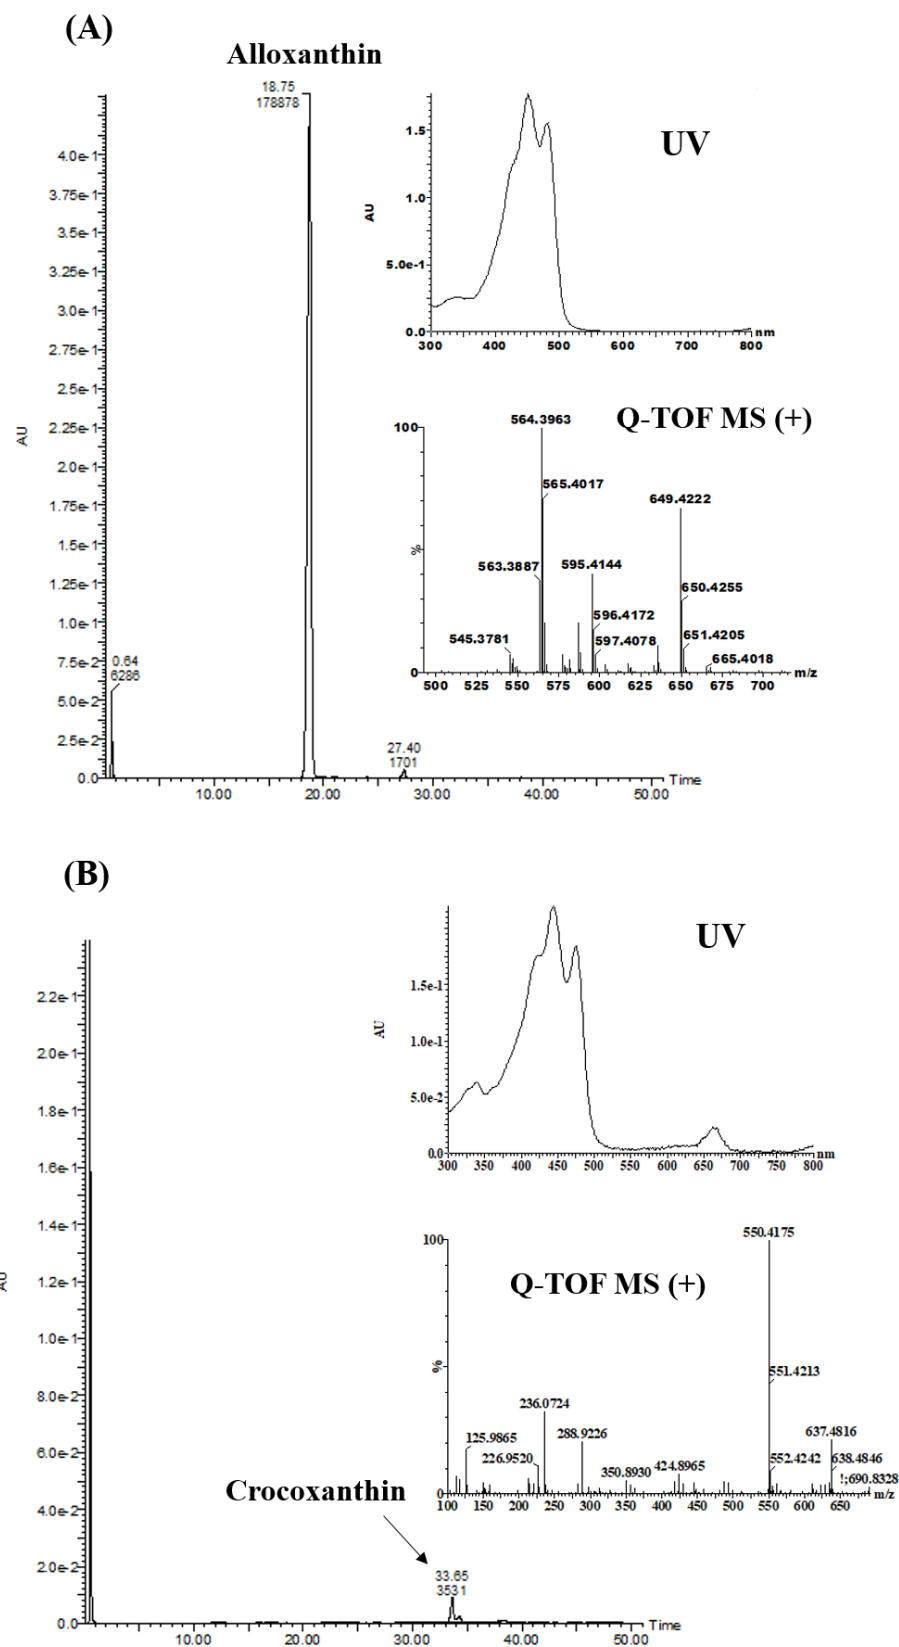 (A)
Alloxanthin
18.75
178878
4.0e-1
3.75e-1
3.5e-1
3.25e-1
3.0e-1
2.75e-1
2.5e-1
2.25e-1
2.0e-1
1.75e-1
1.5e-1
1.25e-1
1.0e-1
7.5e-2
5.0e-2
2.5e-2
0.0
AU
0.64
6286
27.40
1701
10.00 20.00 30.00 40.00 50.00 Time
UV
AU
1.5
1.0
5.0e-1
0.0
300 400 500 600 700 800 nm
Q-TOF MS (+)
100
%
0
564.3963
565.4017
649.4222
563.3887
595.4144
650.4255
596.4172
545.3781
597.4078
651.4205
665.4018
500 525 550 575 600 625 650 675 700 m/z
(B)
2.2e-1
2.0e-1
1.8e-1
1.6e-1
1.4e-1
1.2e-1
1.0e-1
8.0e-2
6.0e-2
4.0e-2
2.0e-2
0.0
AU
UV
AU
1.5e-1
1.0e-1
5.0e-2
0.0
300 350 400 450 500 550 600 650 700 750 800 nm
Q-TOF MS (+)
100
%
0
550.4175
551.4213
236.0724
125.9865
288.9226
637.4816
226.9520
350.8930
424.8965
552.4242
638.4846
!;690.8328
100 150 200 250 300 350 400 450 500 550 600 650 m/z
Crocoxanthin
33.65
3531
10.00 20.00 30.00 40.00 50.00 Time